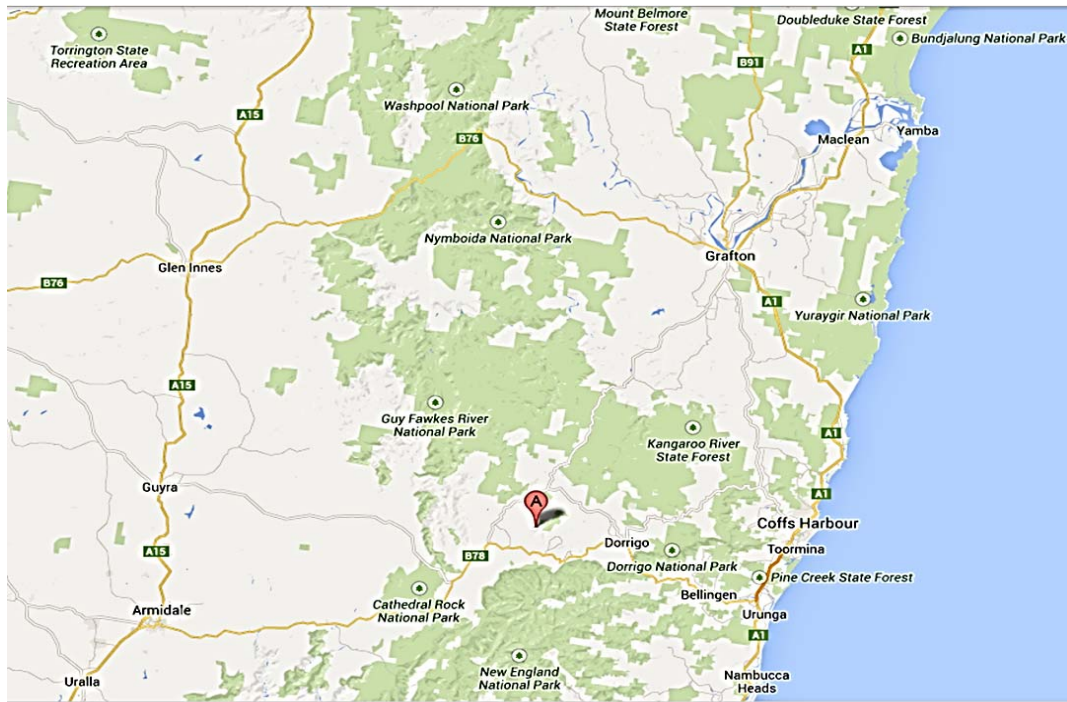 Mount Belmore
State Forest
Doubleduke State Forest
Torrington State
Recreation Area
A1
Bundjalung National Park
B91
Washpool National Park
A15
B76
Maclean
Yamba
Nymboida National Park
Grafton
Glen Innes
B76
A1
Yuraygir National Park
A15
Guy Fawkes River
National Park
Kangaroo River
State Forest
A1
Guyra
A
A1
Coffs Harbour
A15
B78
Dorrigo
Toormina
Dorrigo National Park
Pine Creek State Forest
Cathedral Rock
National Park
Bellingen
Armidale
Urunga
A1
New England
National Park
Uralla
Nambucca
Heads